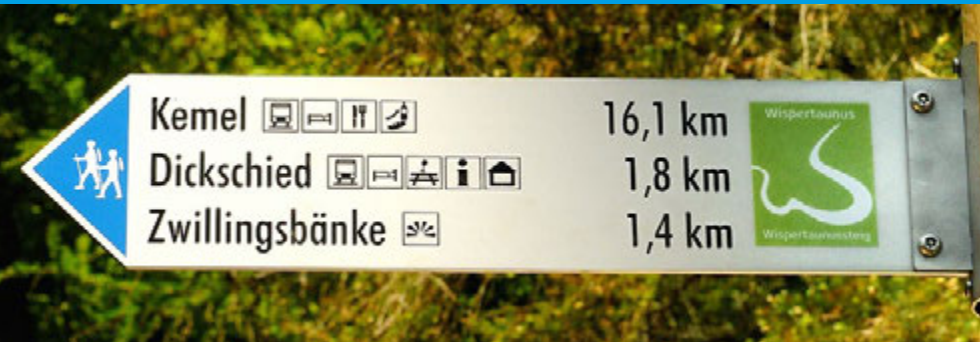 Kemel 16,1 km
Dickschied 1,8 km
Zwillingsbänke 1,4 km
Wispertaunus
Wispertaunussteig